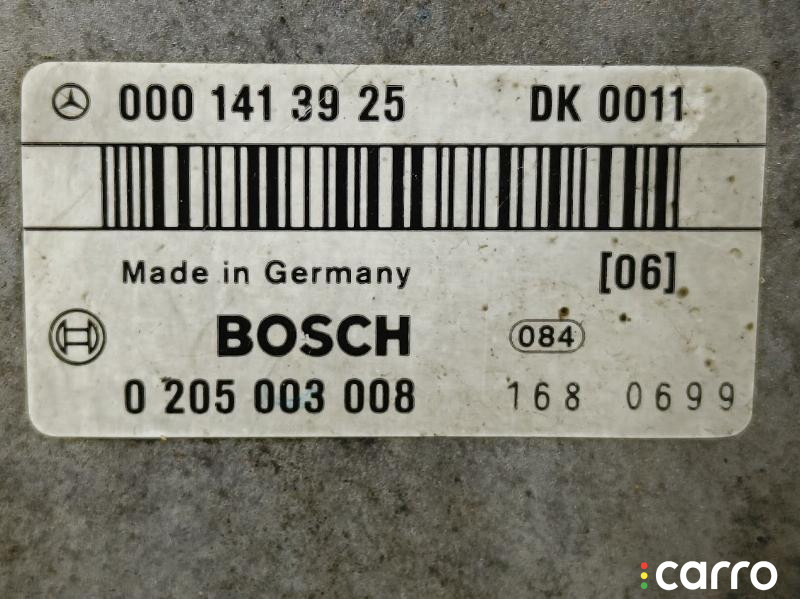 000 141 39 25 DK 0011
Made in Germany [06]
BOSCH 084
0 205 003 008 168 0699
carro